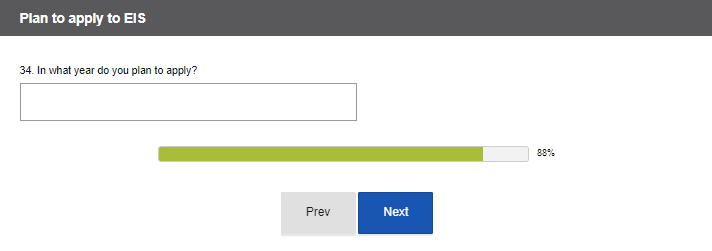 Plan to apply to EIS
34. In what year do you plan to apply?
88%
Prev
Next